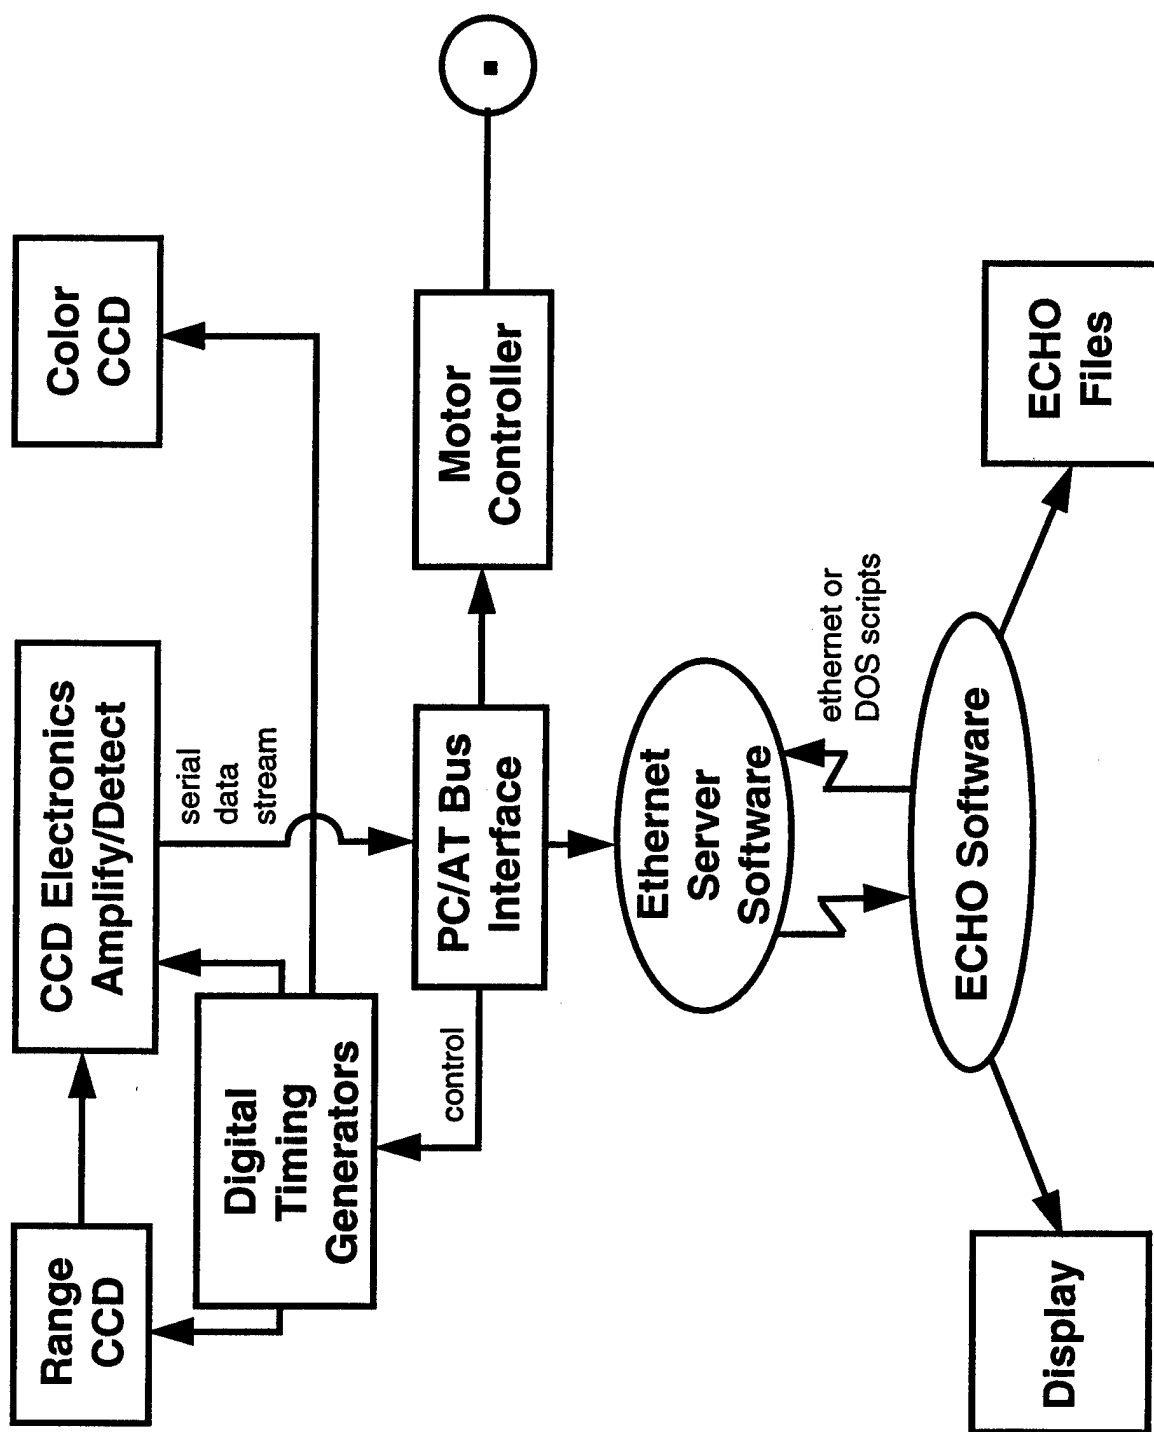 Range
CCD
CCD Electronics
Amplify/Detect
Color
CCD
Digital
Timing
Generators
serial
data
stream
control
PC/AT Bus
Interface
Motor
Controller
Ethernet
Server
Software
ethernet or
DOS scripts
ECHO Software
Display
ECHO
Files